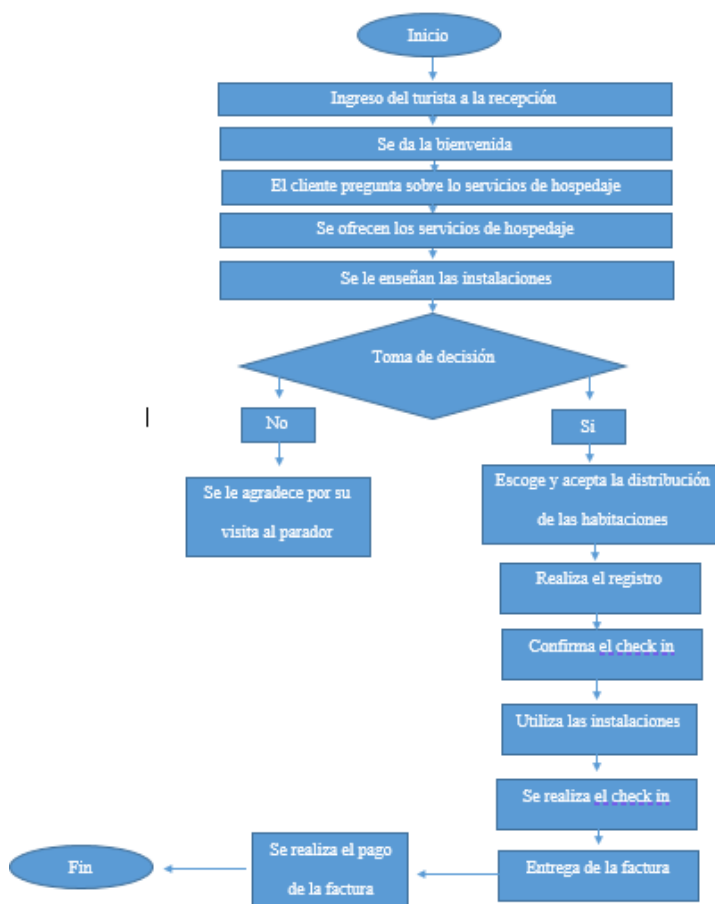 Inicio
Ingreso del turista a la recepción
Se da la bienvenida
El cliente pregunta sobre lo servicios de hospedaje
Se ofrecen los servicios de hospedaje
Se le enseñan las instalaciones
Toma de decisión
No
Si
Se le agradece por su
visita al parador
Escoge y acepta la distribución
de las habitaciones
Realiza el registro
Confirma el check in
Utiliza las instalaciones
Se realiza el check in
Entrega de la factura
Se realiza el pago
de la factura
Fin